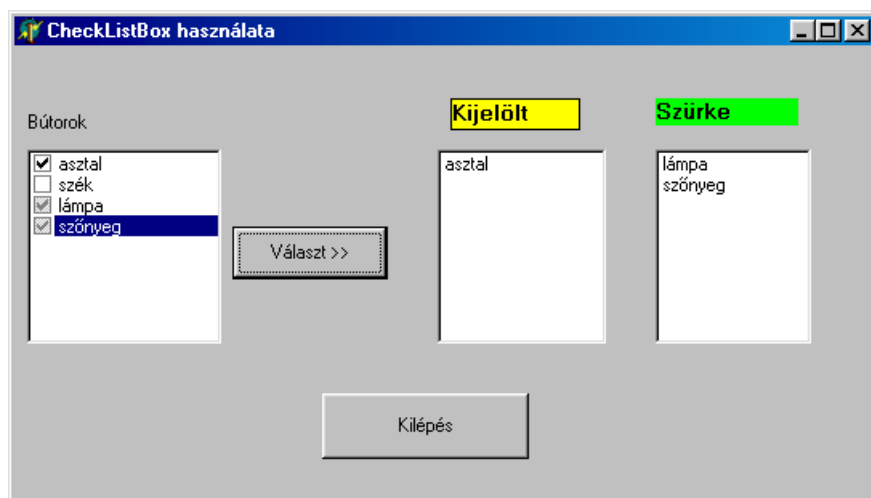 CheckListBox használata
Bútorok
asztal
szék
lámpa
szőnyeg
Választ >>
Kijelölt
asztal
Szürke
lámpa
szőnyeg
Kilépés